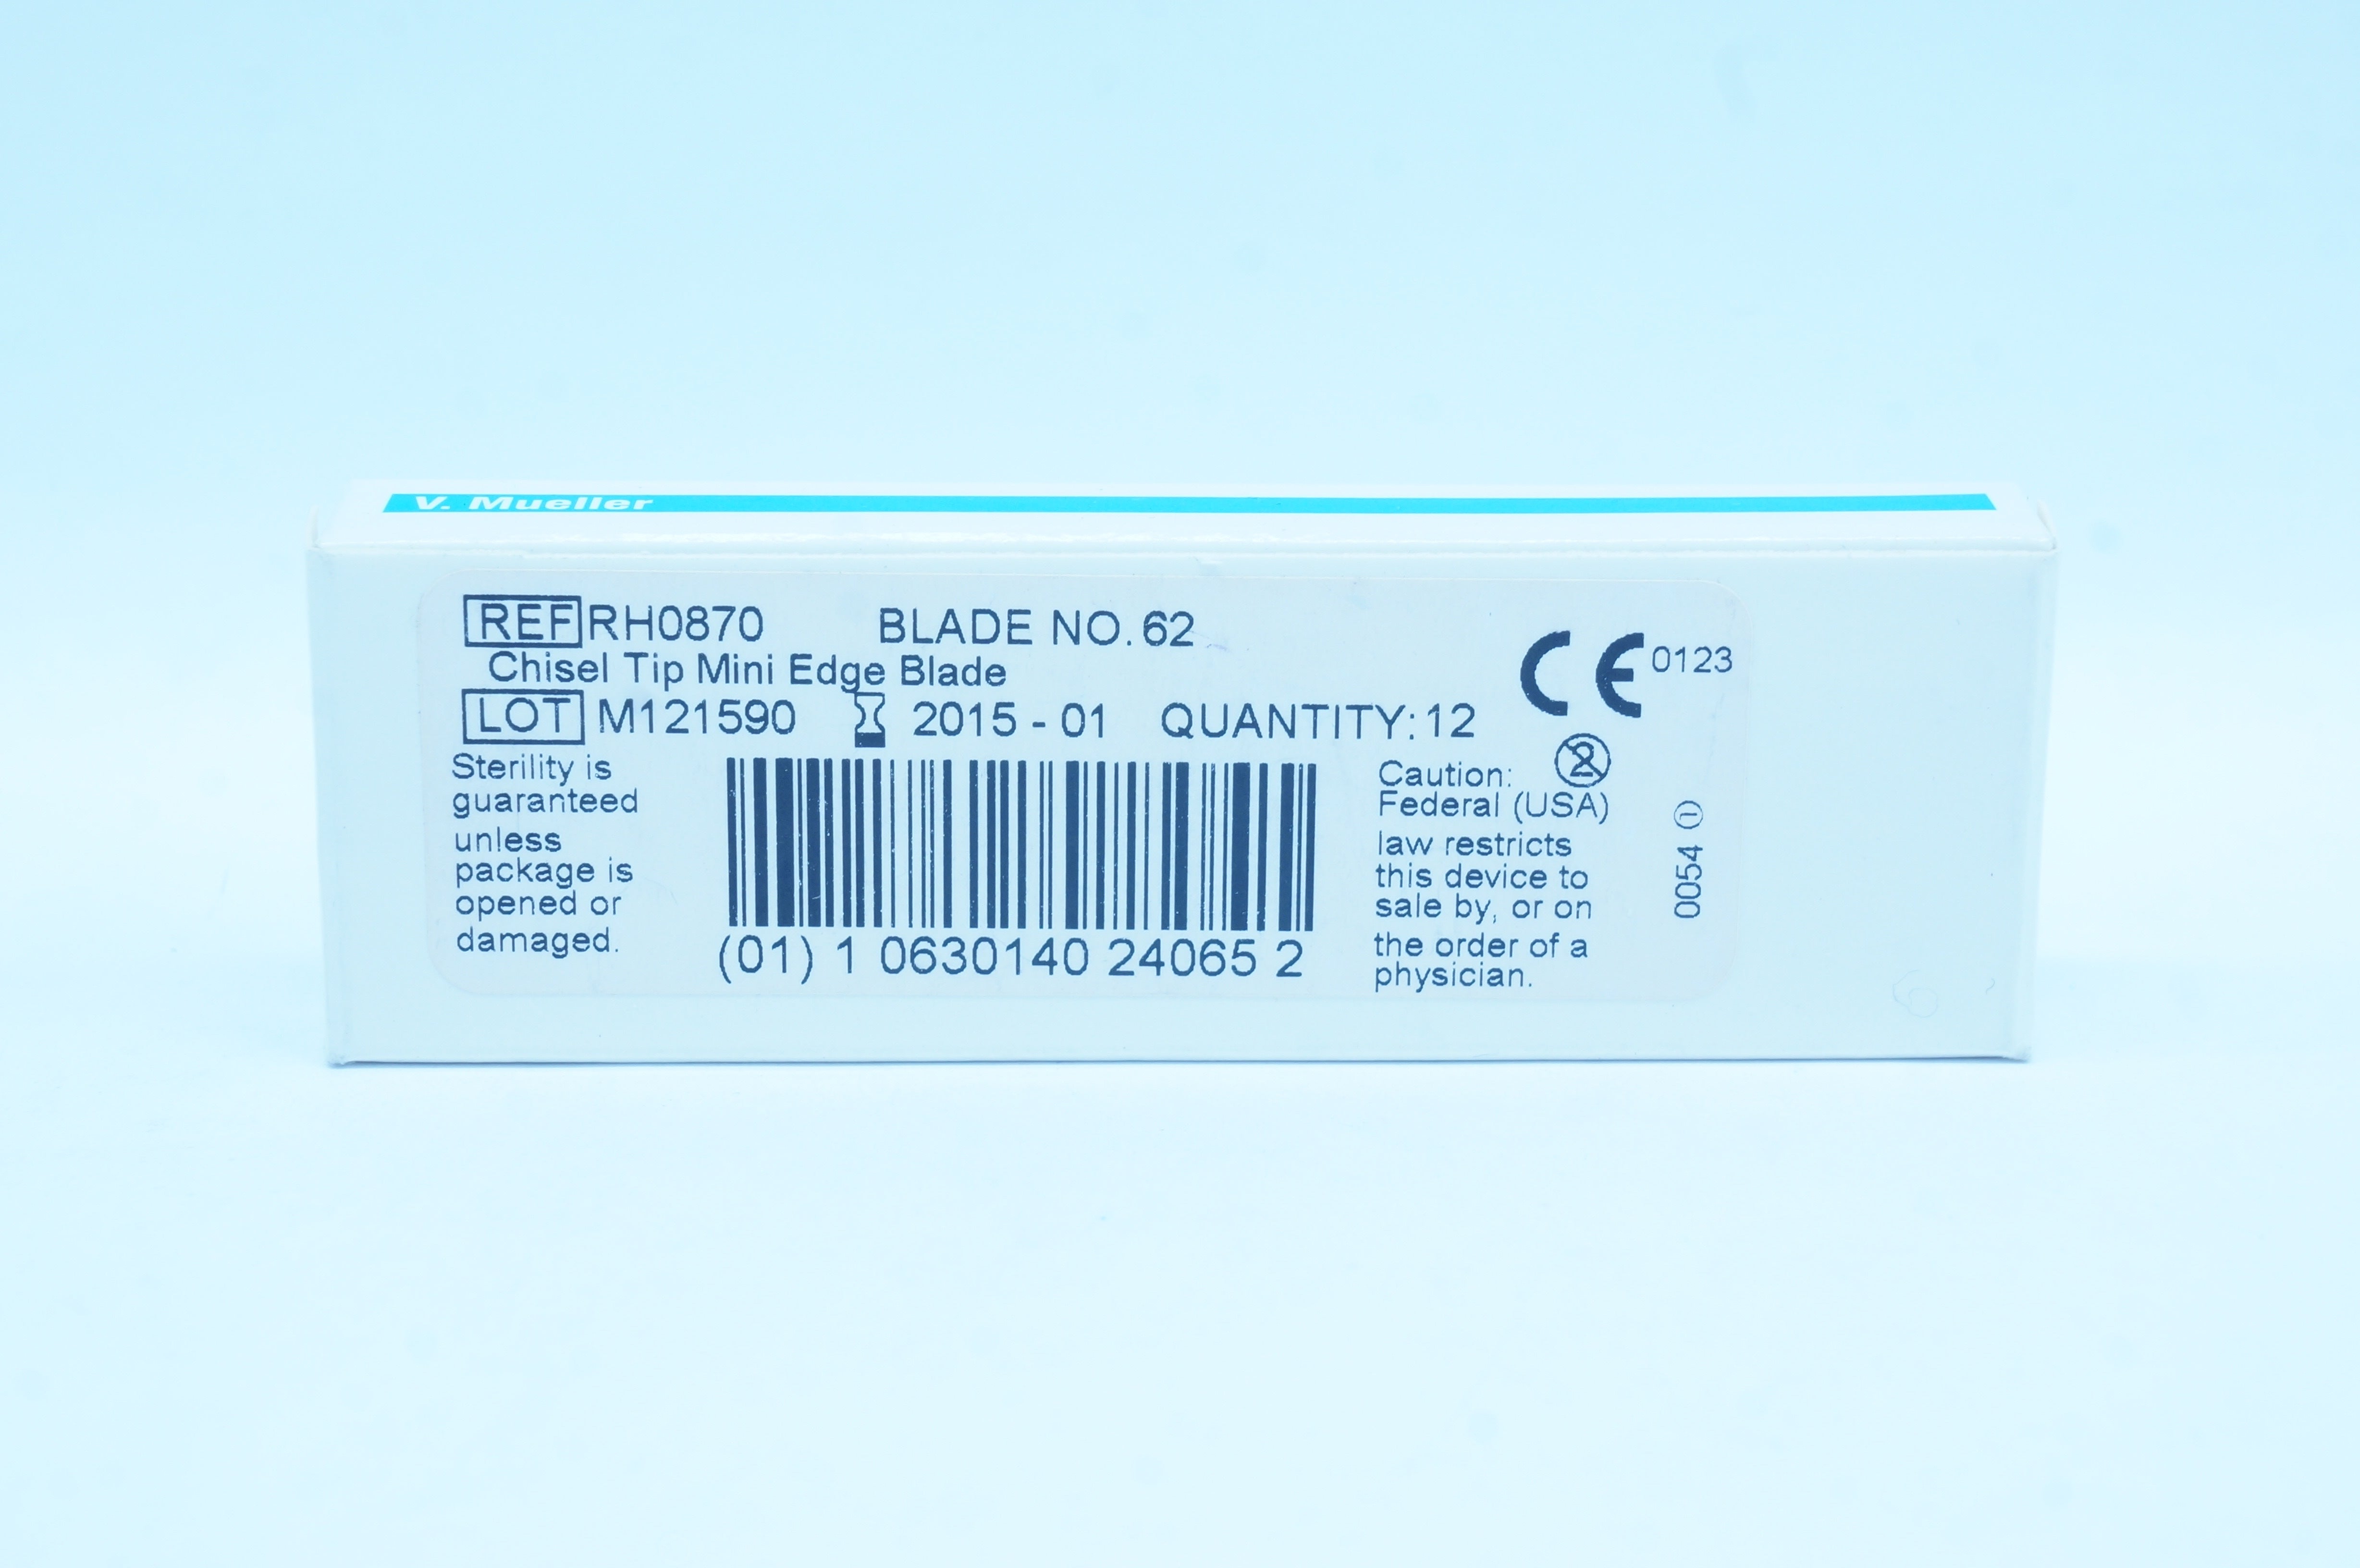 V. Mueller
REF RH0870 BLADE NO. 62
Chisel Tip Mini Edge Blade
LOT M121590 2015 - 01 QUANTITY: 12
CE 0123
2
Sterility is
guaranteed
unless
package is
opened or
damaged.
(01) 1 0630140 24065 2
Caution:
Federal (USA)
law restricts
this device to
sale by, or on
the order of a
physician.
0054 1